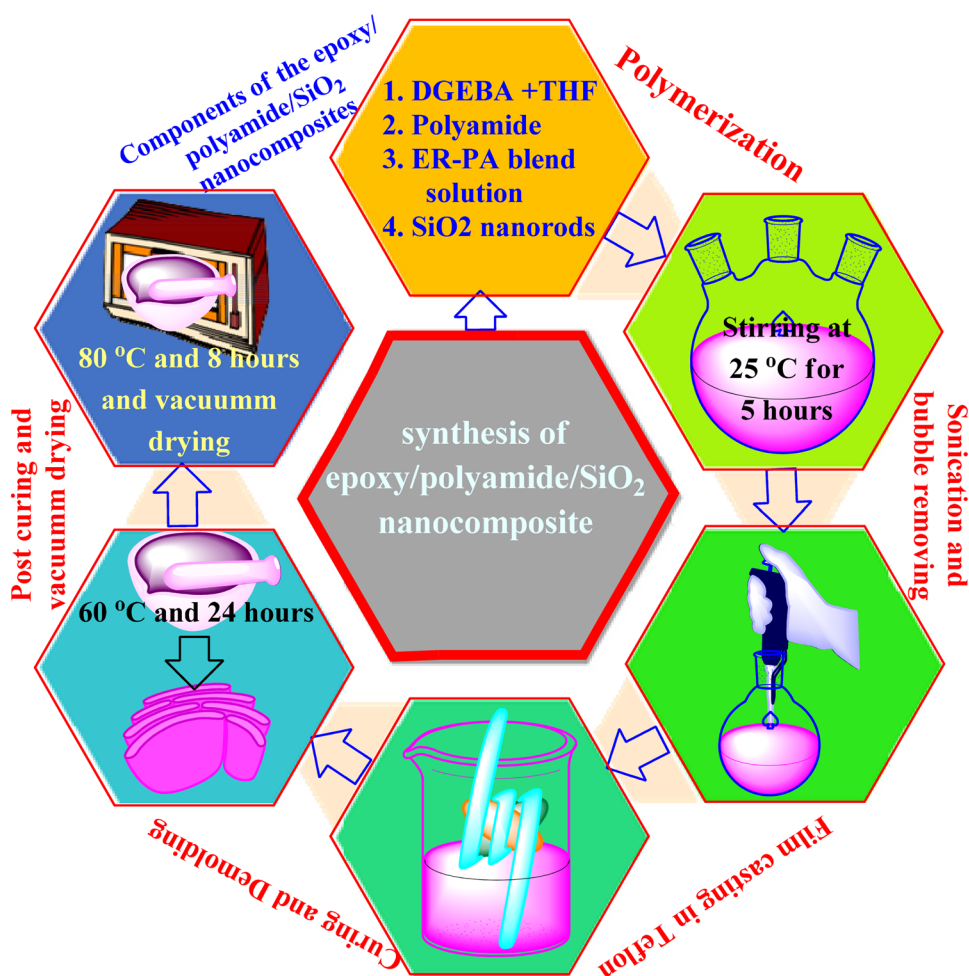 Components of the epoxy/
polyamide/SiO₂
nanocomposites
1. DGEBA +THF
2. Polyamide
3. ER-PA blend
solution
4. SiO2 nanorods
Polymerization
Stirring at
25 °C for
5 hours
Sonication and
bubble removing
Film casting in Teflon
Curing and Demolding
60 °C and 24 hours
Post curing and
vacuumm drying
80 °C and 8 hours
and vacuumm
drying
synthesis of
epoxy/polyamide/SiO₂
nanocomposite